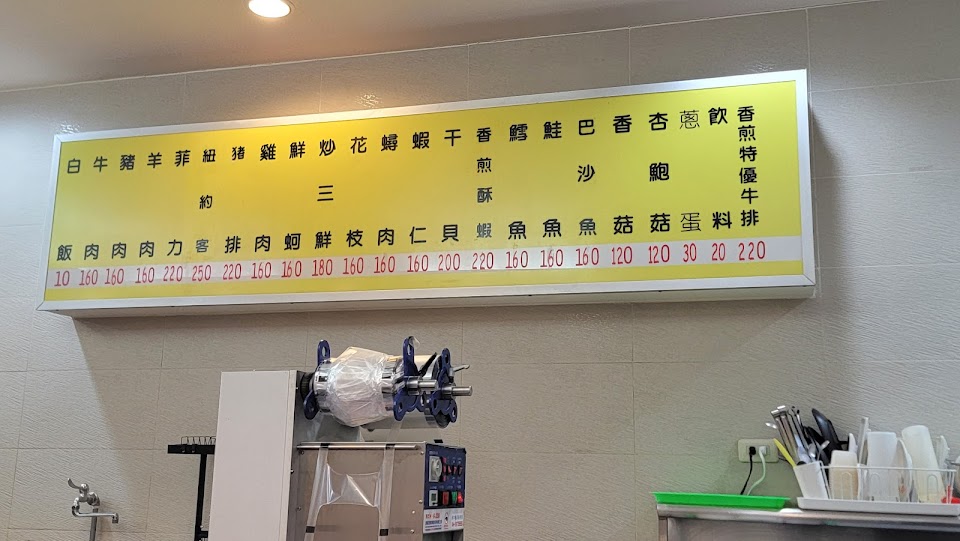 白飯 10
牛肉 160
豬肉 160
羊肉 160
菲力 220
紐約客 250
猪排 220
雞肉 160
鮮蚵 160
炒三鮮 180
花枝 160
蟳肉 160
蝦仁 160
干貝 200
香煎酥蝦 220
鱈魚 160
鮭魚 160
巴沙魚 160
香菇 120
杏鮑菇 120
蔥蛋 30
飲料 20
香煎特優牛排 220